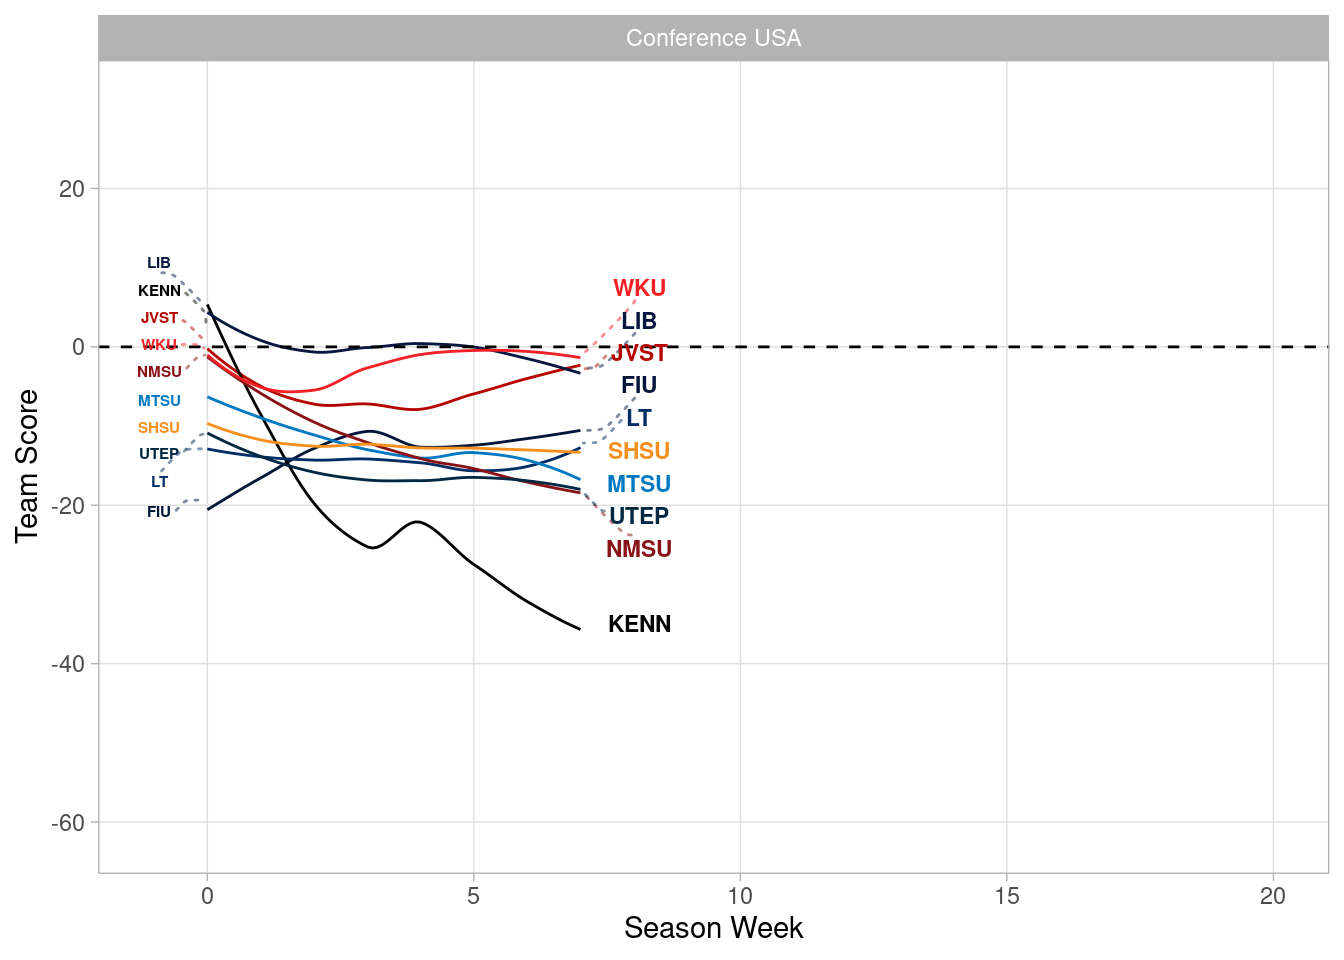 Conference USA
Team Score
20
0
-20
-40
-60
LIB
KENN
JVST
WKU
NMSU
MTSU
SHSU
UTEP
LT
FIU
WKU
LIB
JVST
FIU
LT
SHSU
MTSU
UTEP
NMSU
KENN
0 5 10 15 20
Season Week